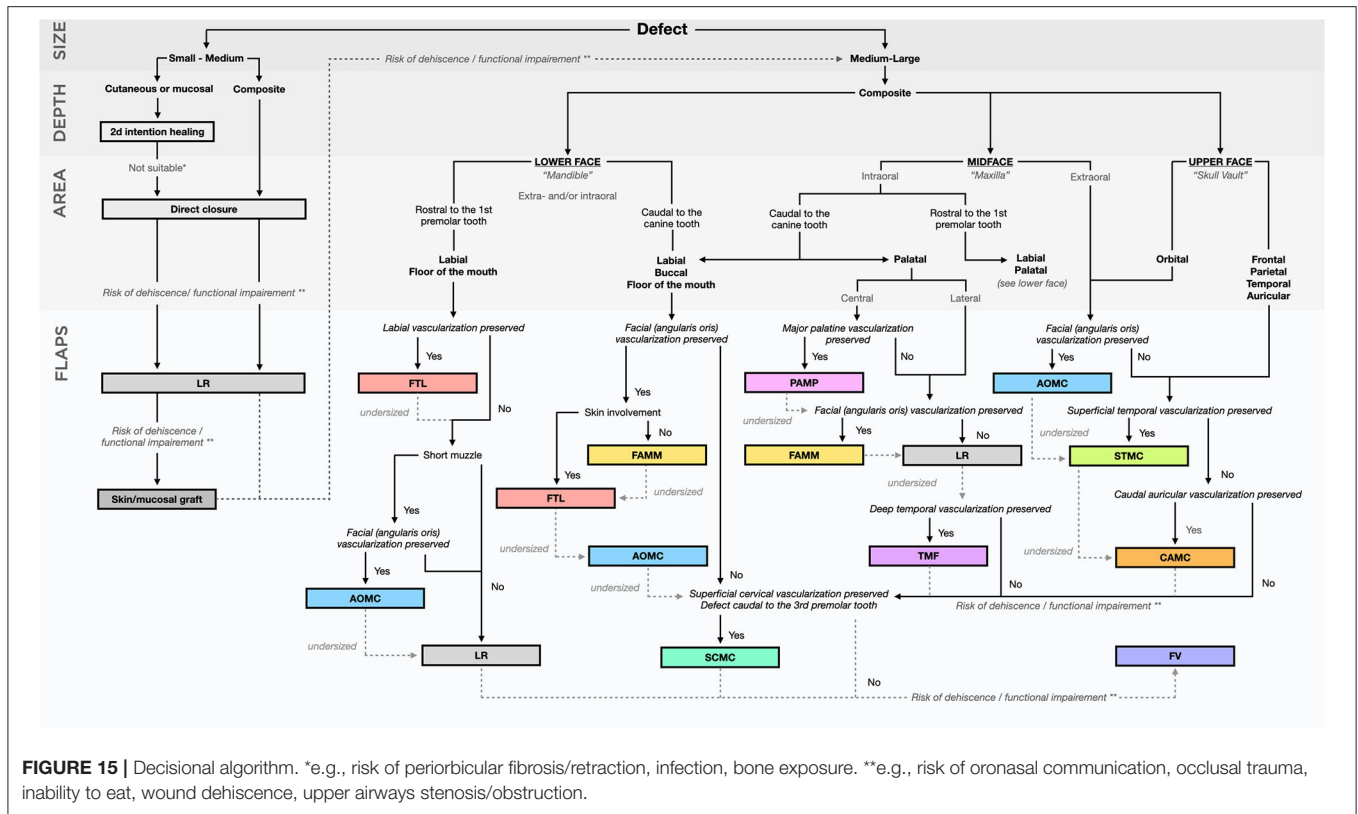 SIZE
Defect
Small - Medium
Risk of dehiscence / functional impairment **
Medium-Large
DEPTH
Cutaneous or mucosal
Composite
Composite
2d intention healing
Not suitable*
AREA
LOWER FACE
"Mandible"
Extra- and/or intraoral
MIDFACE
"Maxilla"
Intraoral
Extraoral
UPPER FACE
"Skull Vault"
Direct closure
Rostral to the 1st
premolar tooth
Caudal to the
canine tooth
Caudal to the
canine tooth
Rostral to the 1st
premolar tooth
Labial
Floor of the mouth
Labial
Buccal
Floor of the mouth
Palatal
Labial
Palatal
(see lower face)
Orbital
Frontal
Parietal
Temporal
Auricular
Risk of dehiscence/ functional impairment **
Central
Lateral
FLAPS
Labial vascularization preserved
Facial (angularis oris)
vascularization preserved
Major palatine vascularization
preserved
Facial (angularis oris)
vascularization preserved
Yes
Yes
No
Yes
No
LR
FTL
PAMP
AOMC
undersized
No
Yes
undersized
Skin involvement
Facial (angularis oris) vascularization preserved
Superficial temporal vascularization preserved
Risk of dehiscence /
functional impairment **
No
Yes
No
undersized
Yes
Short muzzle
FAMM
FAMM
LR
STMC
No
Yes
undersized
undersized
Skin/mucosal graft
FTL
Caudal auricular vascularization preserved
Yes
Deep temporal vascularization preserved
Facial (angularis oris)
vascularization preserved
Yes
Yes
undersized
AOMC
TMF
undersized
CAMC
Yes
No
No
No
undersized
AOMC
Superficial cervical vascularization preserved
Defect caudal to the 3rd premolar tooth
Risk of dehiscence / functional impairment **
undersized
Yes
LR
SCMC
FV
No
Risk of dehiscence / functional impairment **
FIGURE 15 | Decisional algorithm. *e.g., risk of periorbicular fibrosis/retraction, infection, bone exposure. **e.g., risk of oronasal communication, occlusal trauma,
inability to eat, wound dehiscence, upper airways stenosis/obstruction.